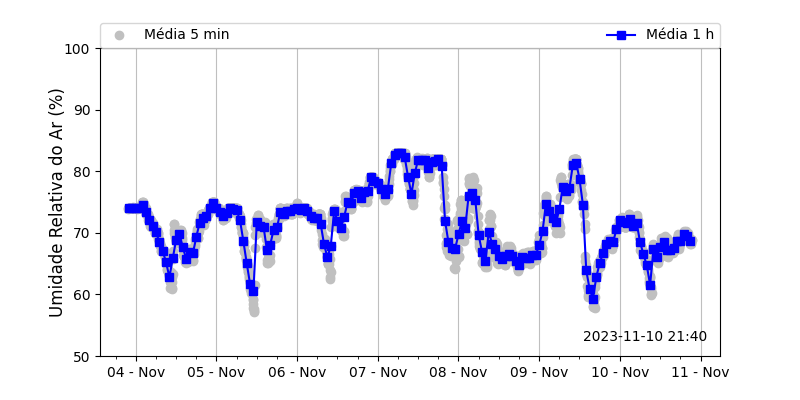 Média 5 min
Média 1 h
Umidade Relativa do Ar (%)
100
90
80
70
60
50
2023-11-10 21:40
04 - Nov
05 - Nov
06 - Nov
07 - Nov
08 - Nov
09 - Nov
10 - Nov
11 - Nov